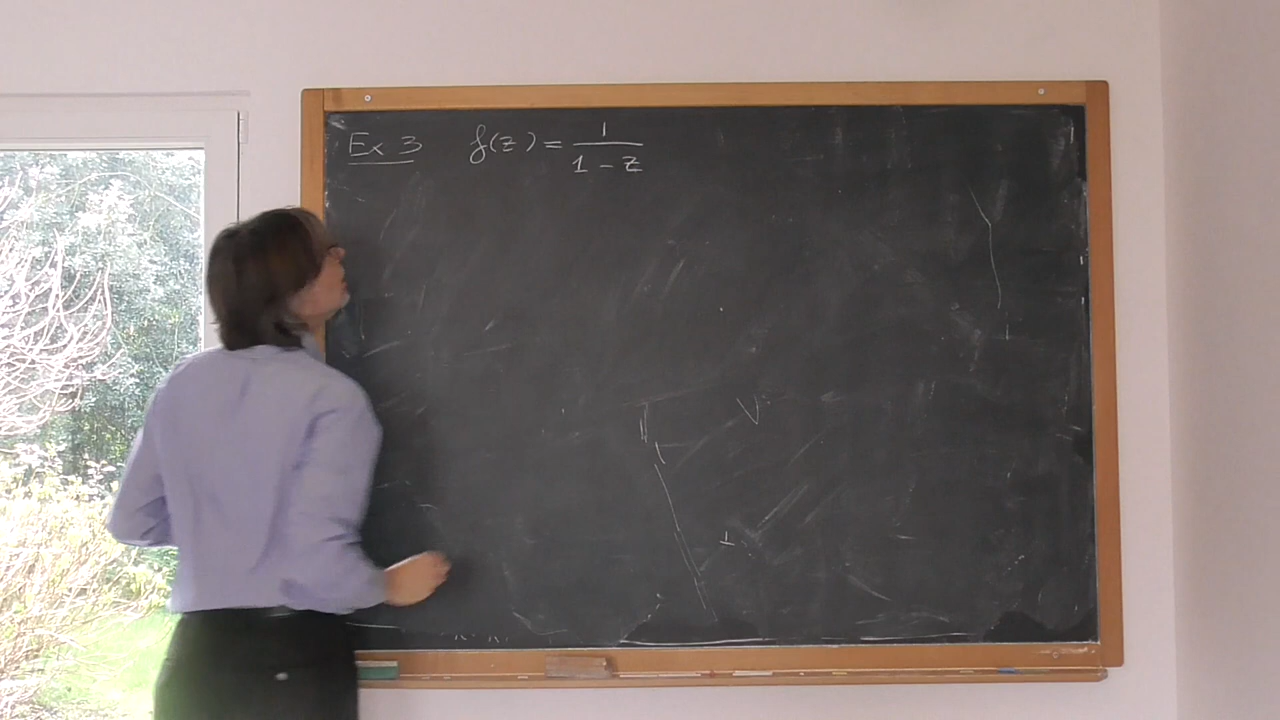 Ex 3 f(z) = 1/(1 - z)